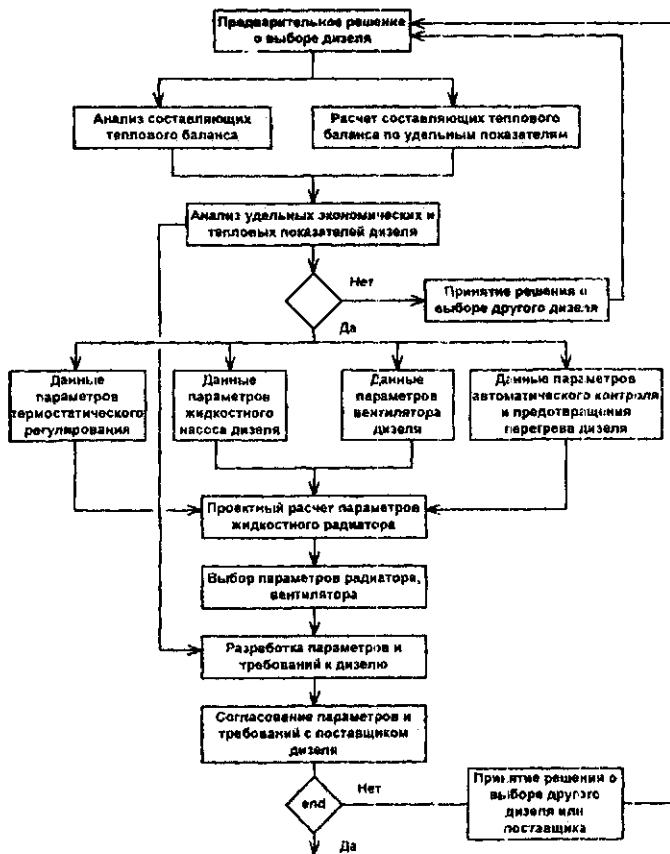 Предварительное решение
о выборе дизеля
Анализ составляющих
теплового баланса
Расчет составляющих теплового
баланса по удельным показателям
Анализ удельных экономических и
тепловых показателей дизеля
Нет
Принятие решения о
выборе другого дизеля
Да
Данные
параметров
термостатического
регулирования
Данные
параметров
жидкостного
насоса дизеля
Данные
параметров
вентилятора
дизеля
Данные параметров
автоматического контроля
и предотвращения
перегрева дизеля
Проектный расчет параметров
жидкостного радиатора
Выбор параметров радиатора,
вентилятора
Разработка параметров и
требований к дизелю
Согласование параметров и
требований с поставщиком
дизеля
end
Нет
Принятие решения о
выборе другого
дизеля или
поставщика
Да